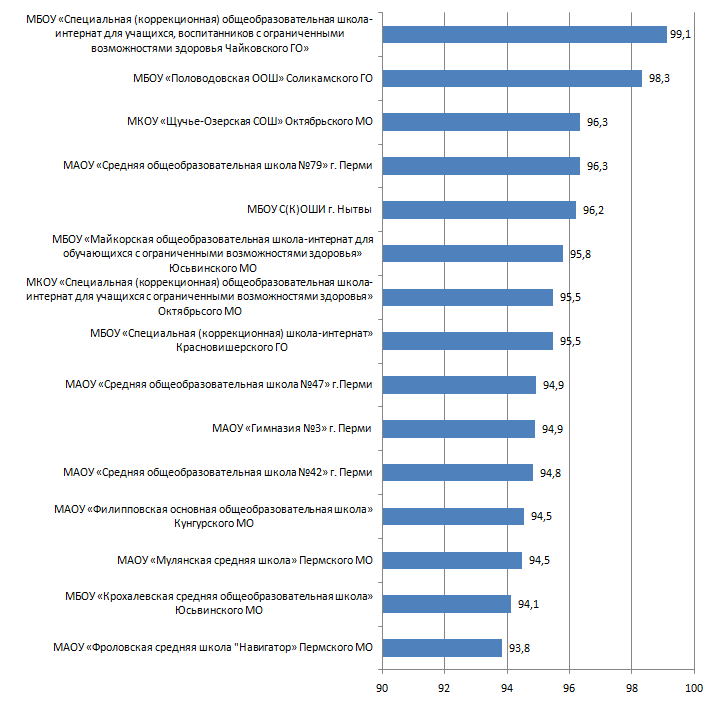 МБОУ «Специальная (коррекционная) общеобразовательная школа-
интернат для учащихся, воспитанников с ограниченными
возможностями здоровья Чайковского ГО»
99,1
МБОУ «Половодовская ООШ» Соликамского ГО
98,3
МКОУ «Щучье-Озерская СОШ» Октябрьского МО
96,3
МАОУ «Средняя общеобразовательная школа №79» г. Перми
96,3
МБОУ С(К)ОШИ г. Нытвы
96,2
МБОУ «Майкорская общеобразовательная школа-интернат для
обучающихся с ограниченными возможностями здоровья»
Юсьвинского МО
95,8
МКОУ «Специальная (коррекционная) общеобразовательная школа-
интернат для учащихся с ограниченными возможностями здоровья»
Октябрьсого МО
95,5
МБОУ «Специальная (коррекционная) школа-интернат»
Красновишерского ГО
95,5
МАОУ «Средняя общеобразовательная школа №47» г.Перми
94,9
МАОУ «Гимназия №3» г. Перми
94,9
МАОУ «Средняя общеобразовательная школа №42» г. Перми
94,8
МАОУ «Филипповская основная общеобразовательная школа»
Кунгурского МО
94,5
МАОУ «Мулянская средняя школа» Пермского МО
94,5
МБОУ «Крохалевская средняя общеобразовательная школа»
Юсьвинского МО
94,1
МАОУ «Фроловская средняя школа "Навигатор» Пермского МО
93,8
90 92 94 96 98 100